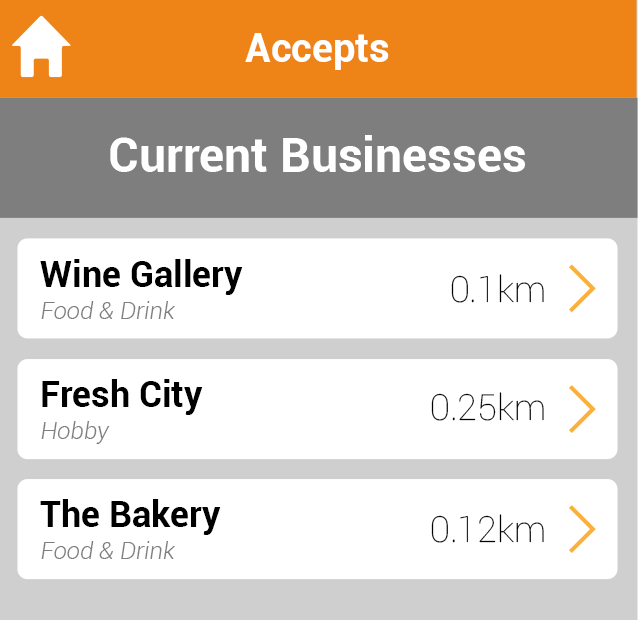 Accepts
Current Businesses
Wine Gallery
Food & Drink
0.1km
Fresh City
Hobby
0.25km
The Bakery
Food & Drink
0.12km